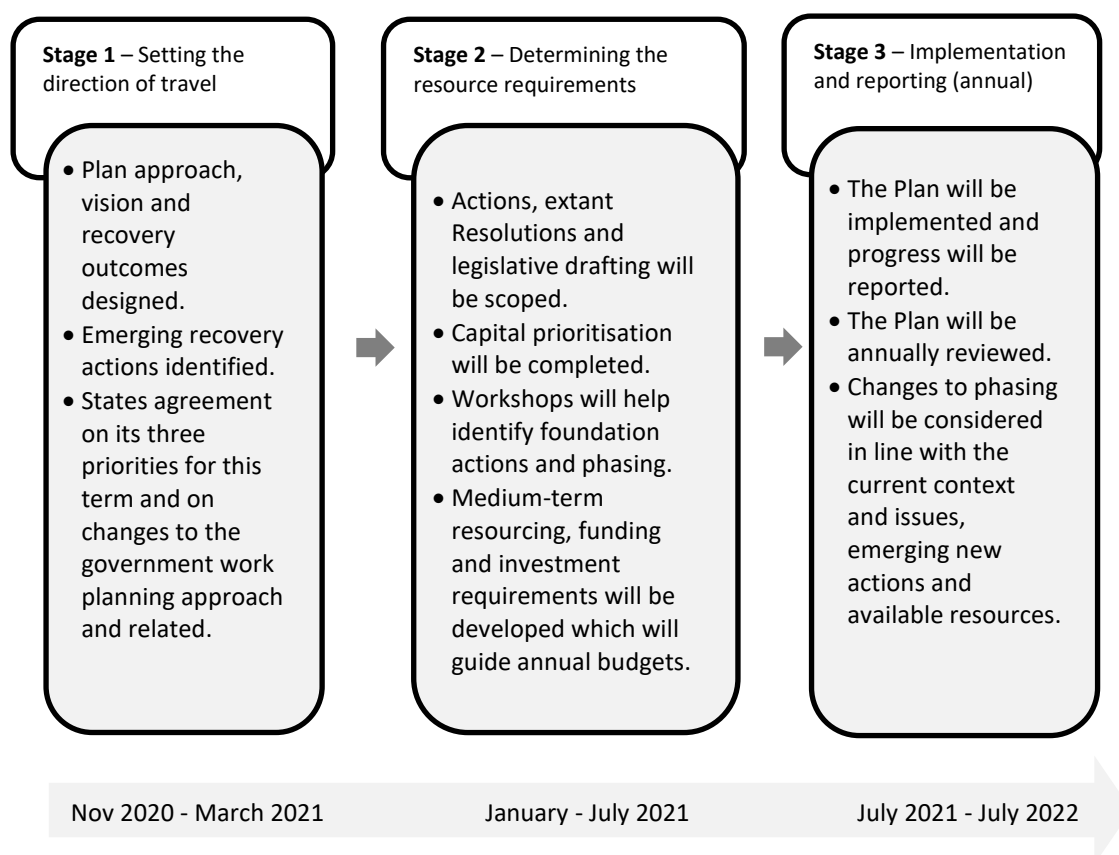 Stage 1 – Setting the
direction of travel
• Plan approach,
vision and
recovery
outcomes
designed.
• Emerging recovery
actions identified.
• States agreement
on its three
priorities for this
term and on
changes to the
government work
planning approach
and related.
Stage 2 – Determining the
resource requirements
• Actions, extant
Resolutions and
legislative drafting will
be scoped.
• Capital prioritisation
will be completed.
• Workshops will help
identify foundation
actions and phasing.
• Medium-term
resourcing, funding
and investment
requirements will be
developed which will
guide annual budgets.
Stage 3 – Implementation
and reporting (annual)
• The Plan will be
implemented and
progress will be
reported.
• The Plan will be
annually reviewed.
• Changes to phasing
will be considered
in line with the
current context
and issues,
emerging new
actions and
available resources.
Nov 2020 - March 2021
January - July 2021
July 2021 - July 2022